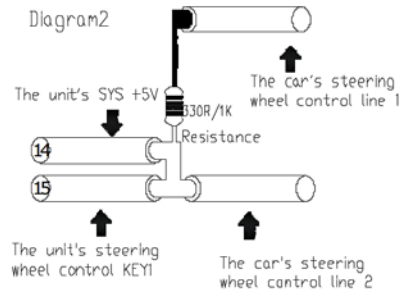 Diagram2
The car's steering
wheel control line 1
The unit's SYS +5V
330R/1K
Resistance
14
15
The unit's steering
wheel control KEY1
The car's steering
wheel control line 2